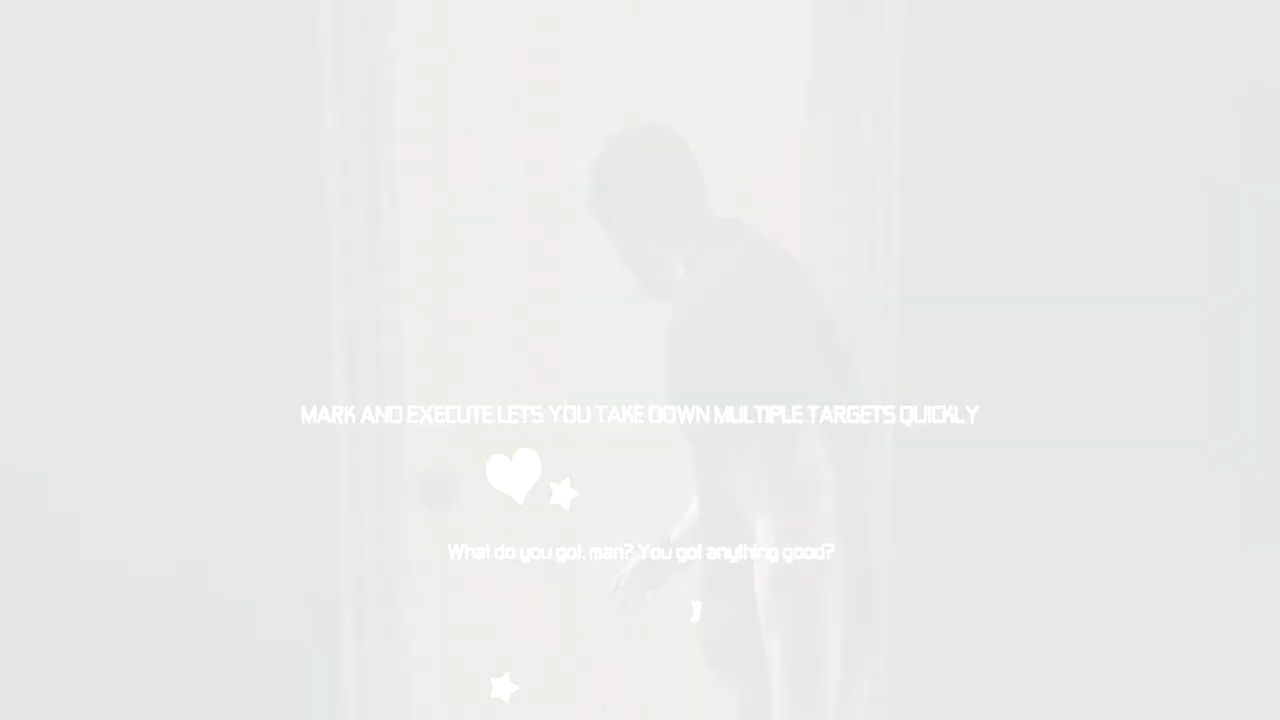 MARK AND EXECUTE LETS YOU TAKE DOWN MULTIPLE TARGETS QUICKLY
What do you got, man? You got anything good?